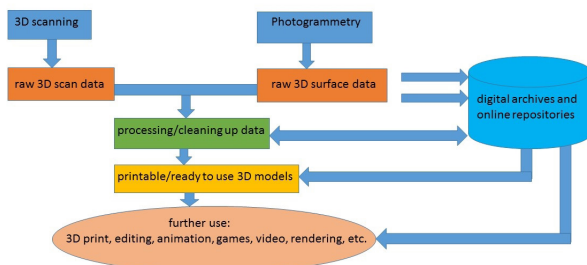 3D scanning
Photogrammetry
raw 3D scan data
raw 3D surface data
digital archives and
online repositories
processing/cleaning up data
printable/ready to use 3D models
further use:
3D print, editing, animation, games, video, rendering, etc.